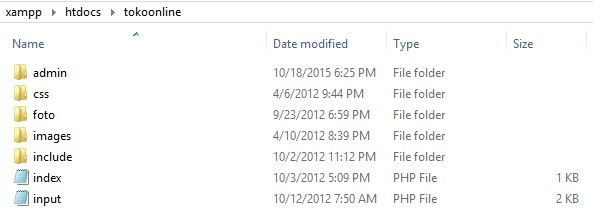 xampp ▸ htdocs ▸ tokoonline
Name Date modified Type Size
admin 10/18/2015 6:25 PM File folder
css 4/6/2012 9:44 PM File folder
foto 9/23/2012 6:59 PM File folder
images 4/10/2012 8:39 PM File folder
include 10/2/2012 11:12 PM File folder
index 10/3/2012 5:09 PM PHP File 1 KB
input 10/12/2012 7:50 AM PHP File 2 KB